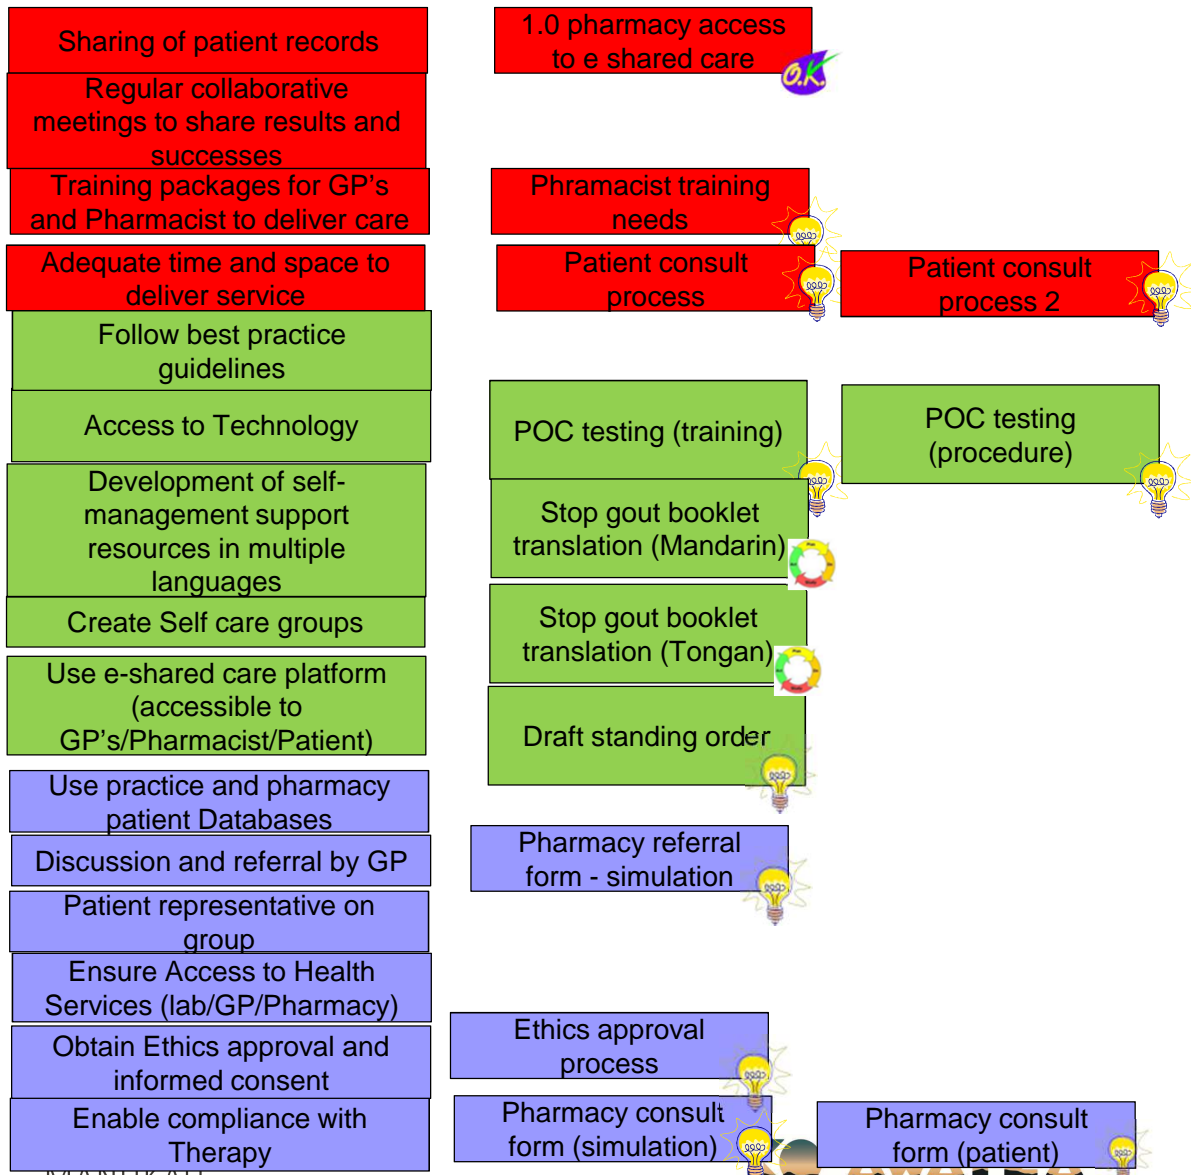 Sharing of patient records
1.0 pharmacy access
to e shared care
O.K.
Regular collaborative
meetings to share results and
successes
Training packages for GP's
and Pharmacist to deliver care
Phramacist training
needs
Adequate time and space to
deliver service
Patient consult
process
Patient consult
process 2
Follow best practice
guidelines
Access to Technology
POC testing (training)
POC testing
(procedure)
Development of self-
management support
resources in multiple
languages
Stop gout booklet
translation (Mandarin)
Create Self care groups
Stop gout booklet
translation (Tongan)
Use e-shared care platform
(accessible to
GP's/Pharmacist/Patient)
Draft standing order
Use practice and pharmacy
patient Databases
Discussion and referral by GP
Pharmacy referral
form - simulation
Patient representative on
group
Ensure Access to Health
Services (lab/GP/Pharmacy)
Obtain Ethics approval and
informed consent
Ethics approval
process
Enable compliance with
Therapy
Pharmacy consult
form (simulation)
Pharmacy consult
form (patient)